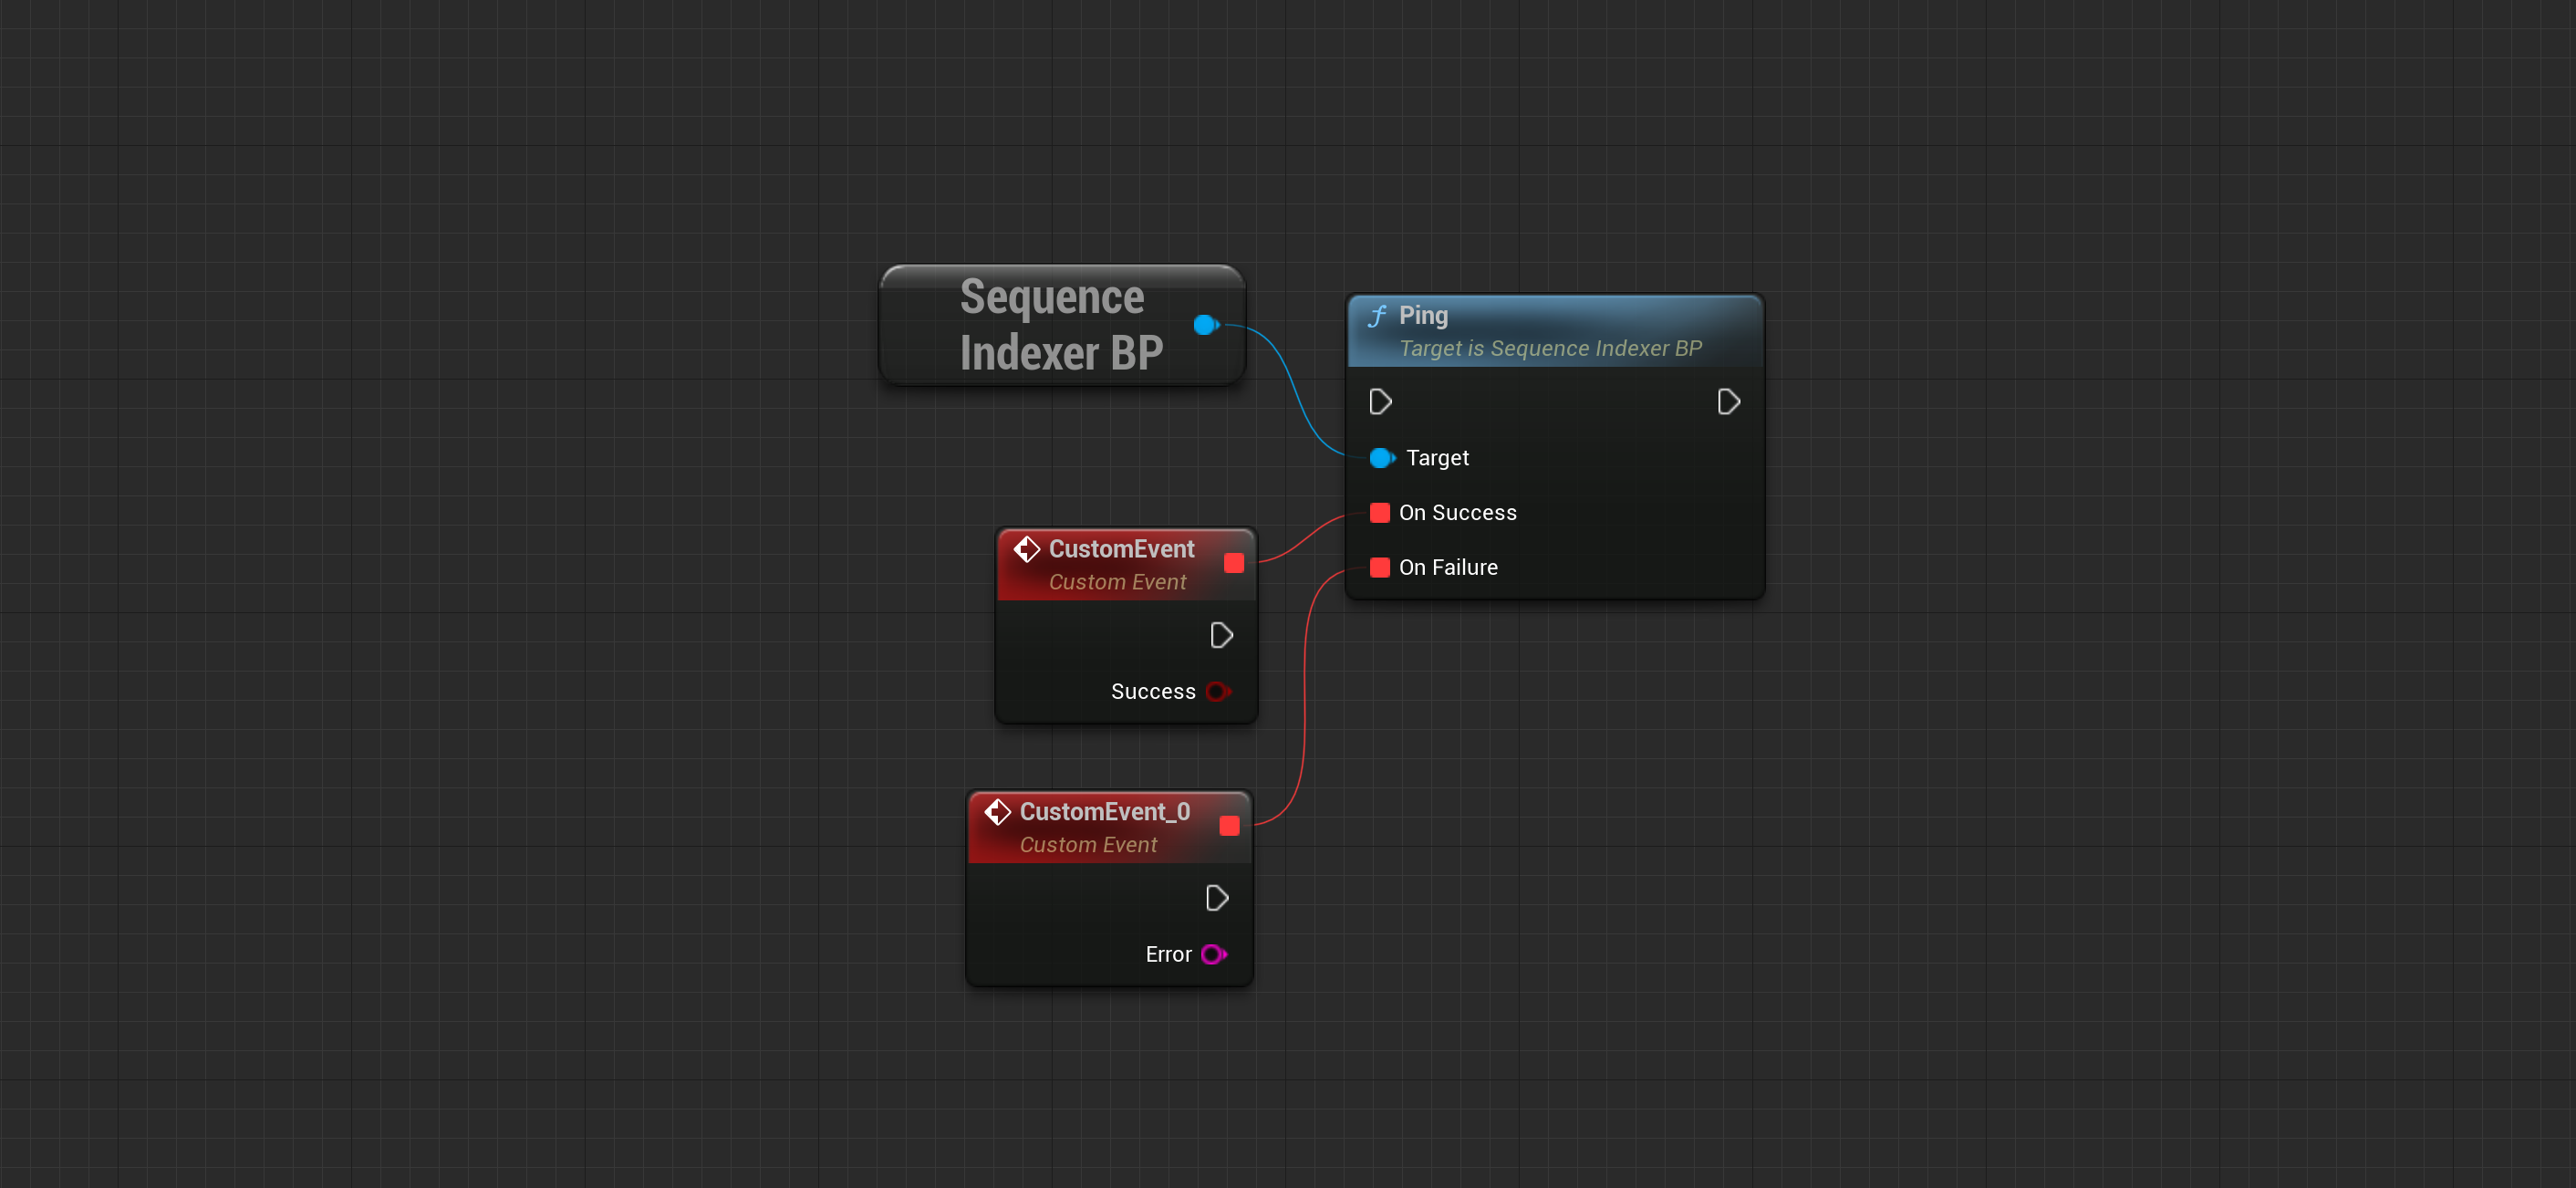 Sequence
Indexer BP
Ping
Target is Sequence Indexer BP
Target
On Success
On Failure
CustomEvent
Custom Event
Success
CustomEvent_0
Custom Event
Error